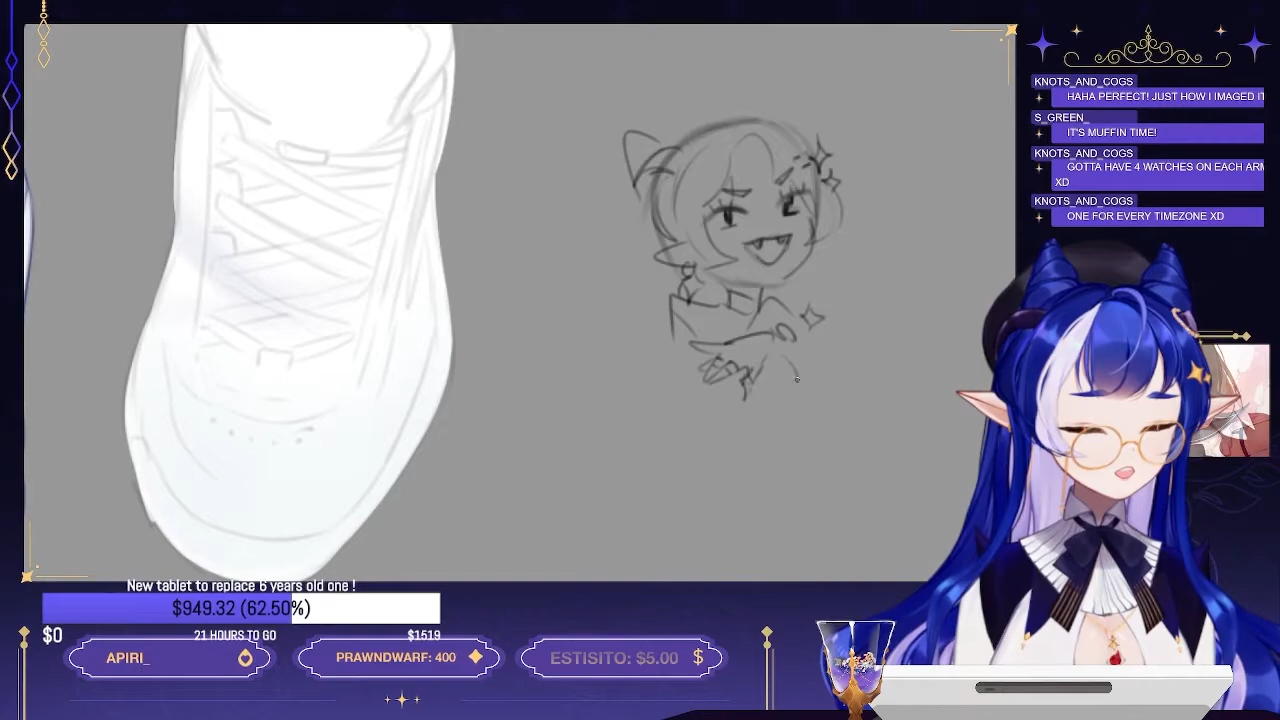 KNOTS_AND_COGS
HAHA PERFECT! JUST HOW I IMAGED IT
S_GREEN_
IT'S MUFFIN TIME!
KNOTS_AND_COGS
GOTTA HAVE 4 WATCHES ON EACH ARM
XD
KNOTS_AND_COGS
ONE FOR EVERY TIMEZONE XD
New tablet to replace 6 years old one !
$949.32 (62.50%)
$0
21 HOURS TO GO
$1519
APIRI_
PRAWNDWARF: 400
ESTISITO: $5.00 $